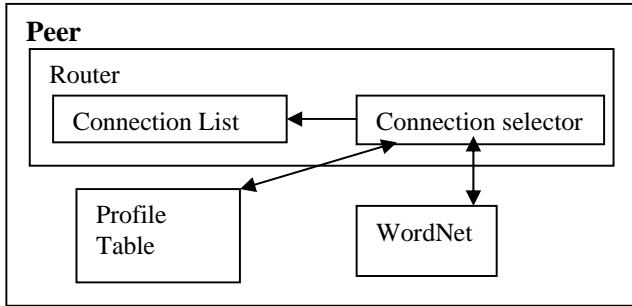 Peer
Router
Connection List
Connection selector
Profile
Table
WordNet